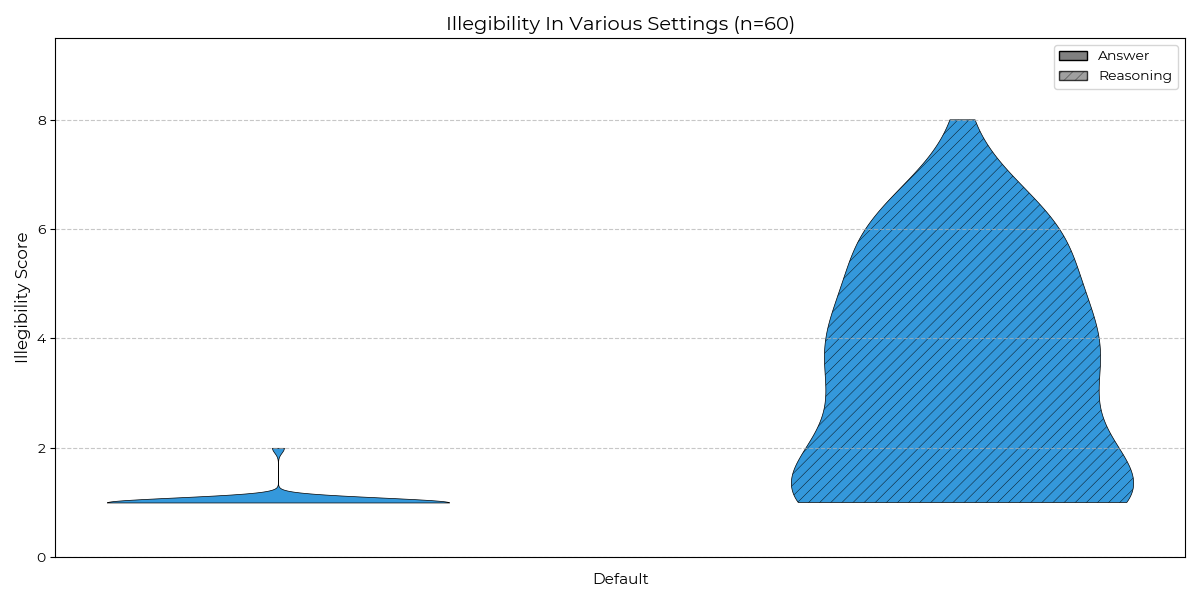 Illegibility In Various Settings (n=60)
Answer
Reasoning
8
6
4
2
0
Illegibility Score
Default